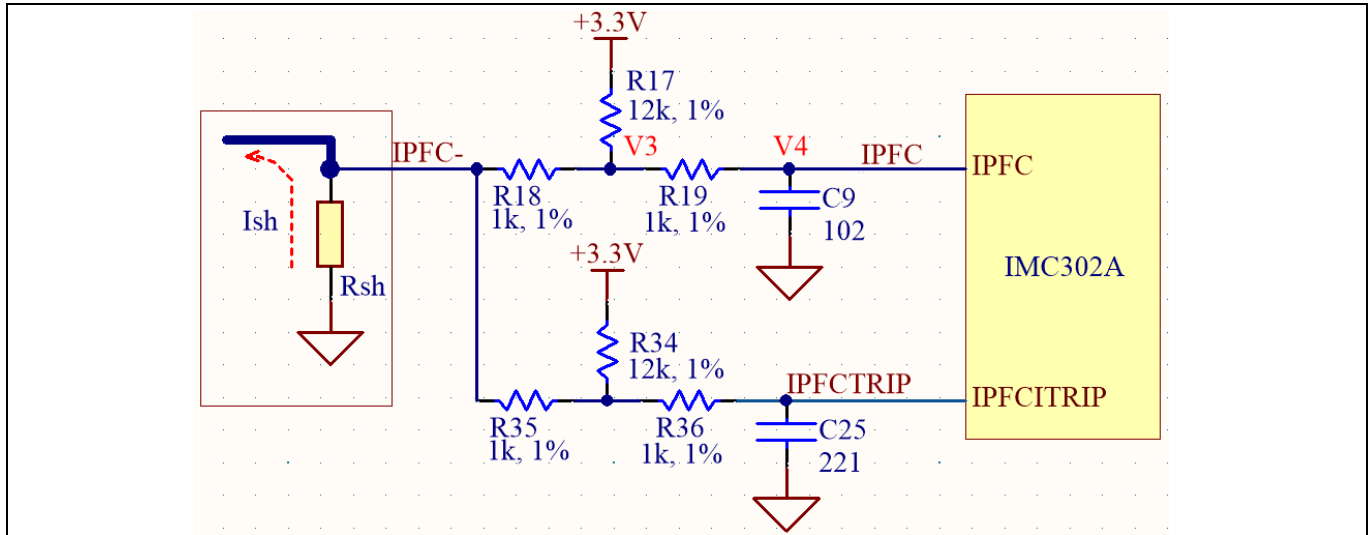 +3.3V
R17
12k, 1%
IPFC-
V3
V4
IPFC
IPFC
R18
1k, 1%
R19
1k, 1%
C9
102
Ish
Rsh
+3.3V
IMC302A
R34
12k, 1%
IPFCTRIP
IPFCITRIP
R35
1k, 1%
R36
1k, 1%
C25
221